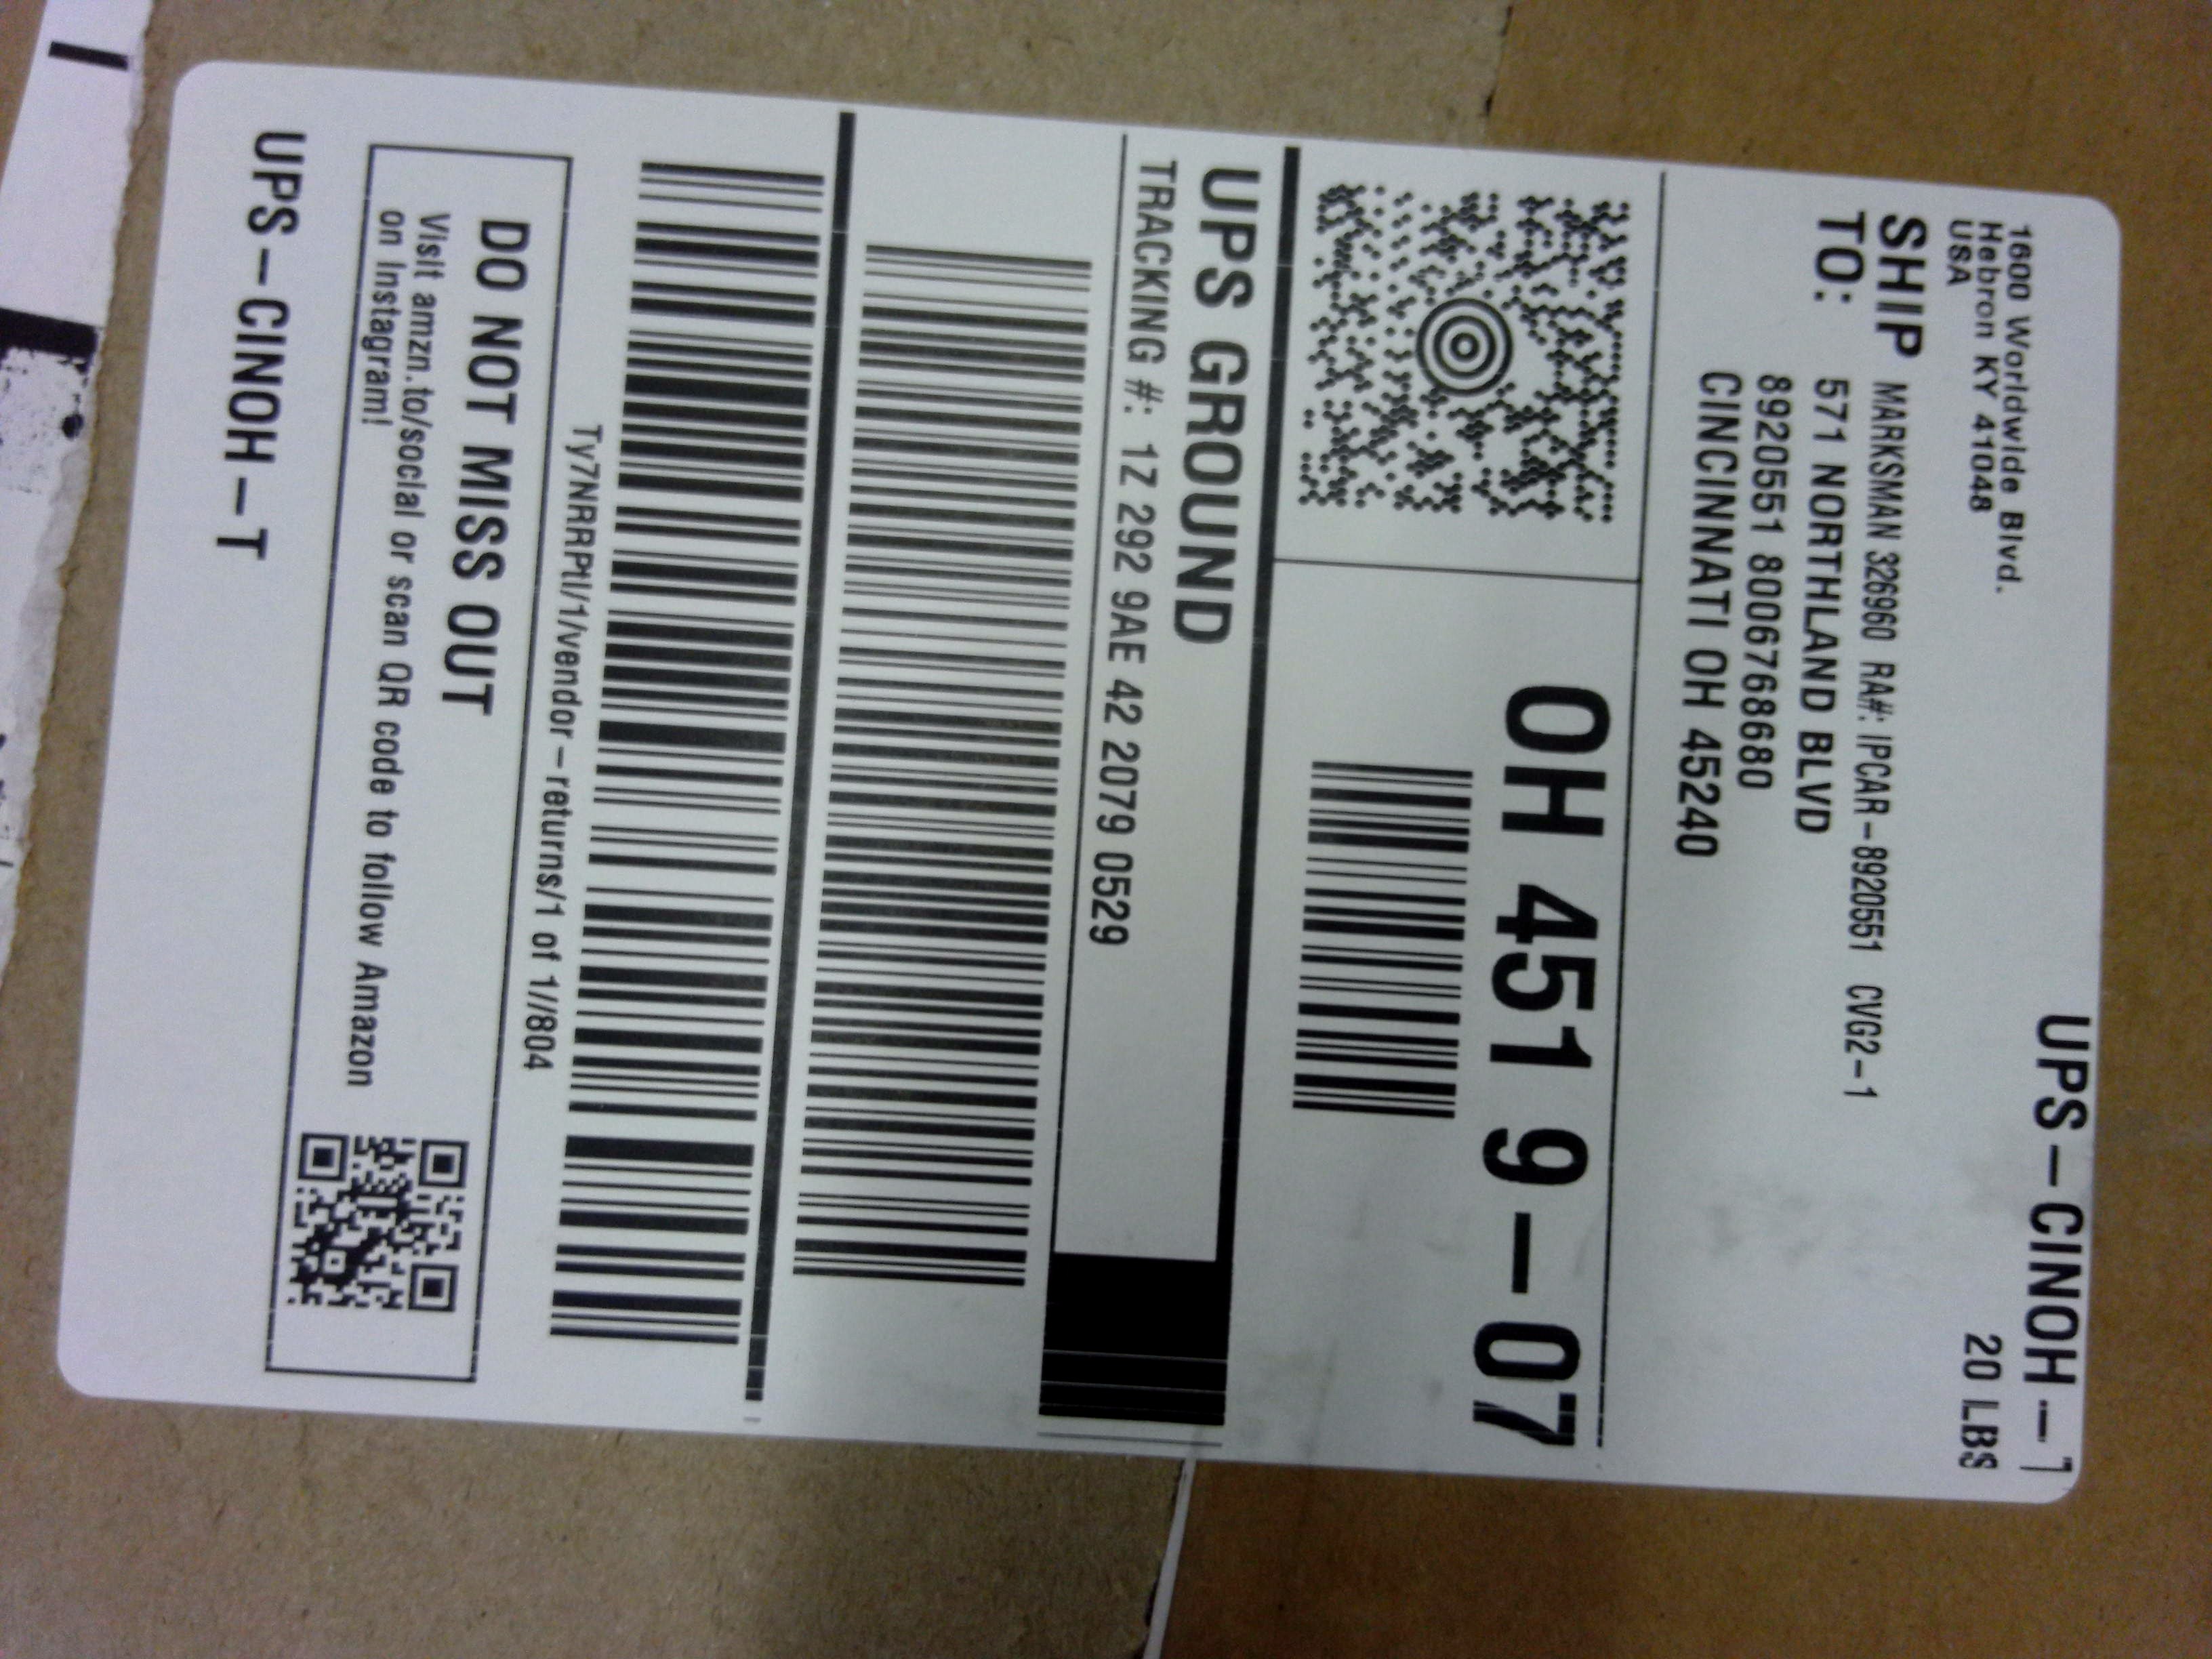 UPS-CINOH-T
1600 Worldwide Blvd.
Hebron KY 41048
USA
20 LBS
SHIP TO:
MARKSMAN 326960 RA#: IPCAR-8920551 CVG2-1
571 NORTHLAND BLVD
8920551 8006768680
CINCINNATI OH 45240
OH 451 9-07
UPS GROUND
TRACKING #: 1Z 292 9AE 42 2079 0529
Ty7NRRPtl/1/vendor-returns/1 of 1//804
DO NOT MISS OUT
Visit amzn.to/social or scan QR code to follow Amazon
on Instagram!
UPS-CINOH-T